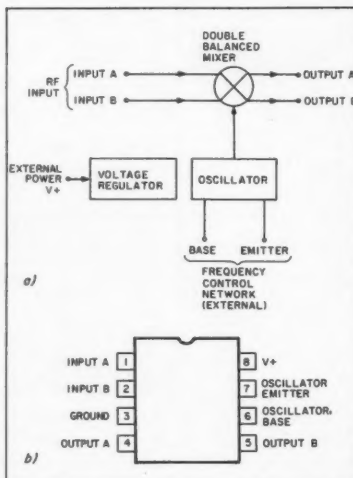 DOUBLE
BALANCED
MIXER
RF
INPUT
INPUT A
INPUT B
OUTPUT A
OUTPUT B
EXTERNAL
POWER
V+
VOLTAGE
REGULATOR
OSCILLATOR
BASE
EMITTER
FREQUENCY
CONTROL
NETWORK
(EXTERNAL)
a)
INPUT A 1
8 V+
INPUT B 2
7 OSCILLATOR
EMITTER
GROUND 3
6 OSCILLATOR
BASE
OUTPUT A 4
5 OUTPUT B
b)